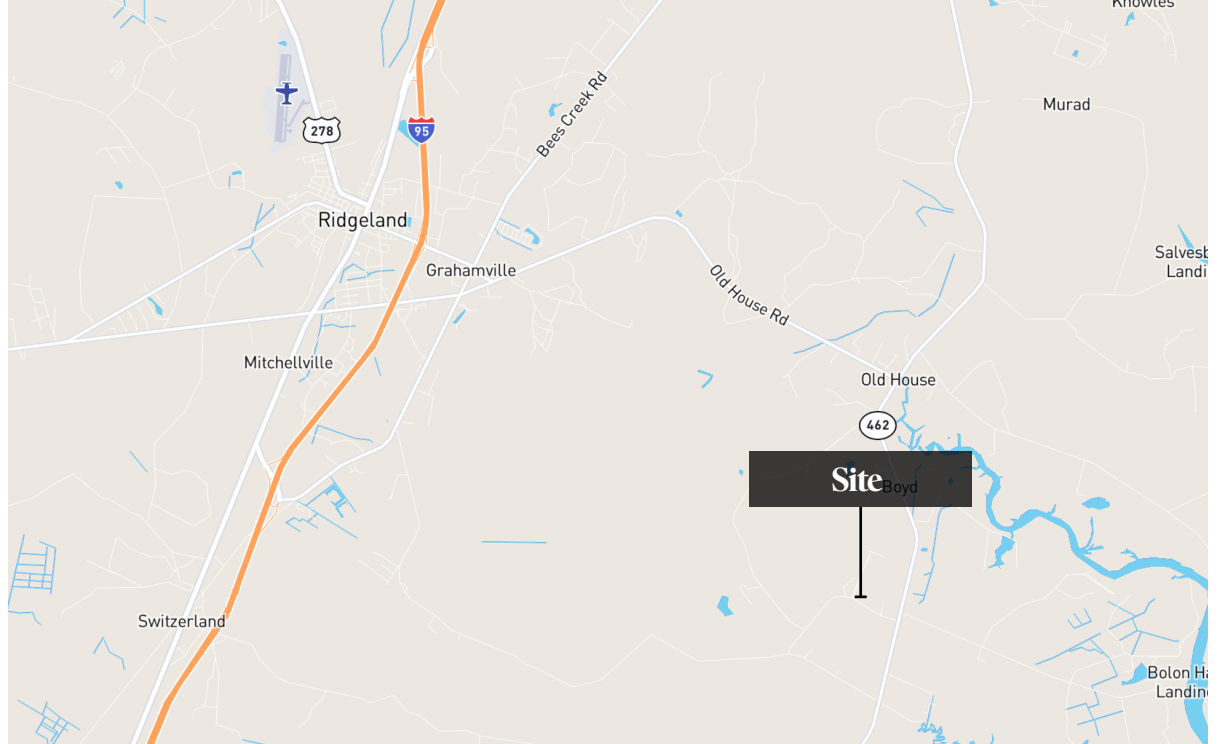 Knowles
Murad
278
95
Bees Creek Rd
Ridgeland
Salvesb
Landi
Grahamville
Old House Rd
Mitchellville
Old House
462
Site
Boyd
Switzerland
Bolon Ha
Landing